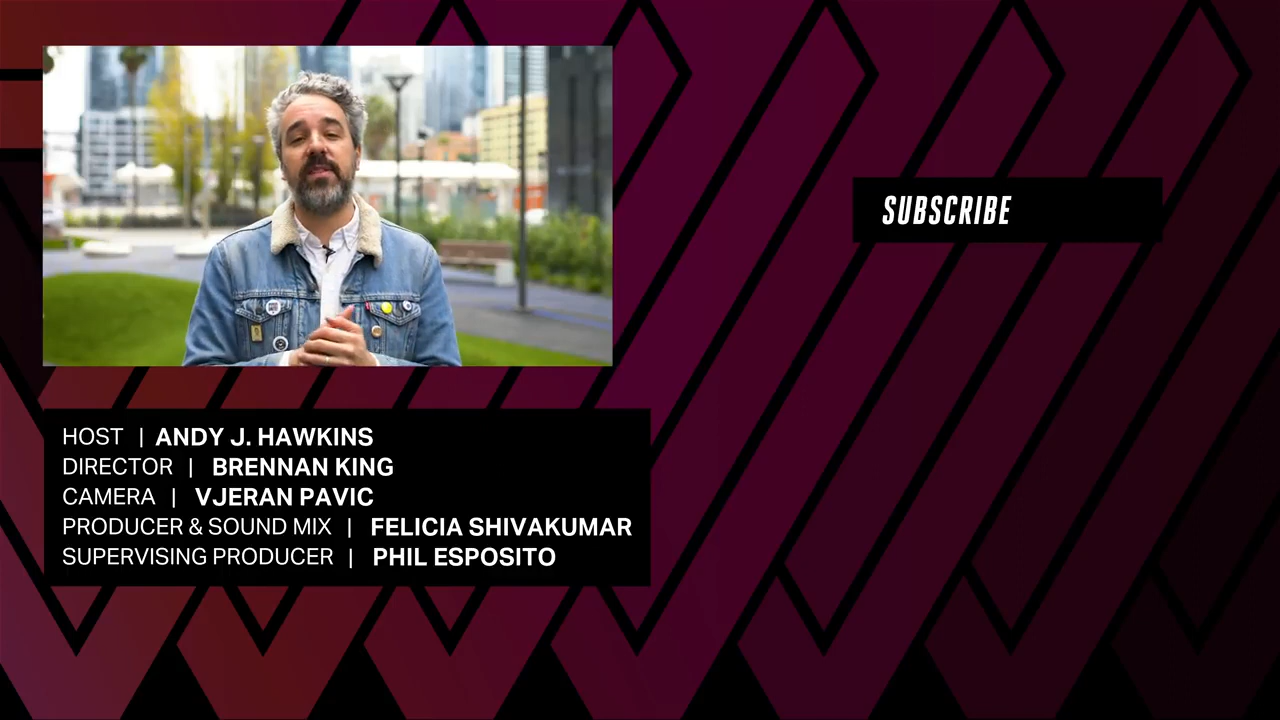 SUBSCRIBE
HOST | ANDY J. HAWKINS
DIRECTOR | BRENNAN KING
CAMERA | VJERAN PAVIC
PRODUCER & SOUND MIX | FELICIA SHIVAKUMAR
SUPERVISING PRODUCER | PHIL ESPOSITO